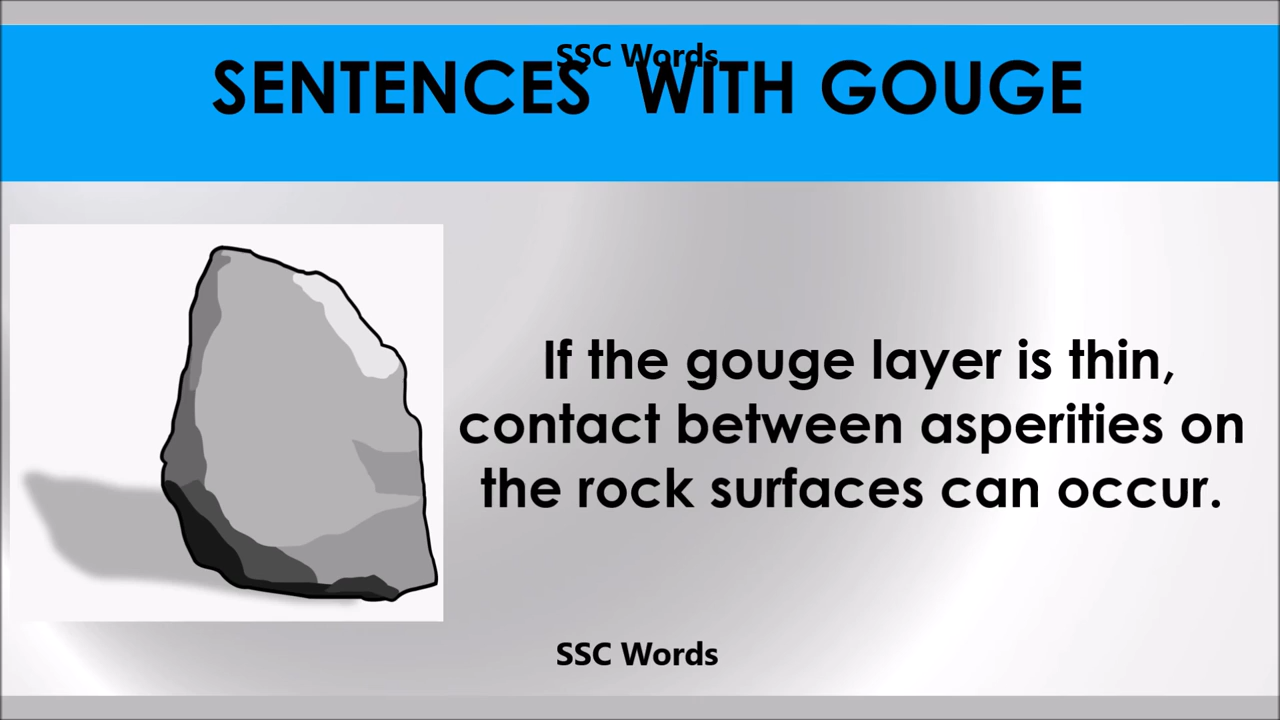 SSC Words
SENTENCES WITH GOUGE
If the gouge layer is thin,
contact between asperities on
the rock surfaces can occur.
SSC Words